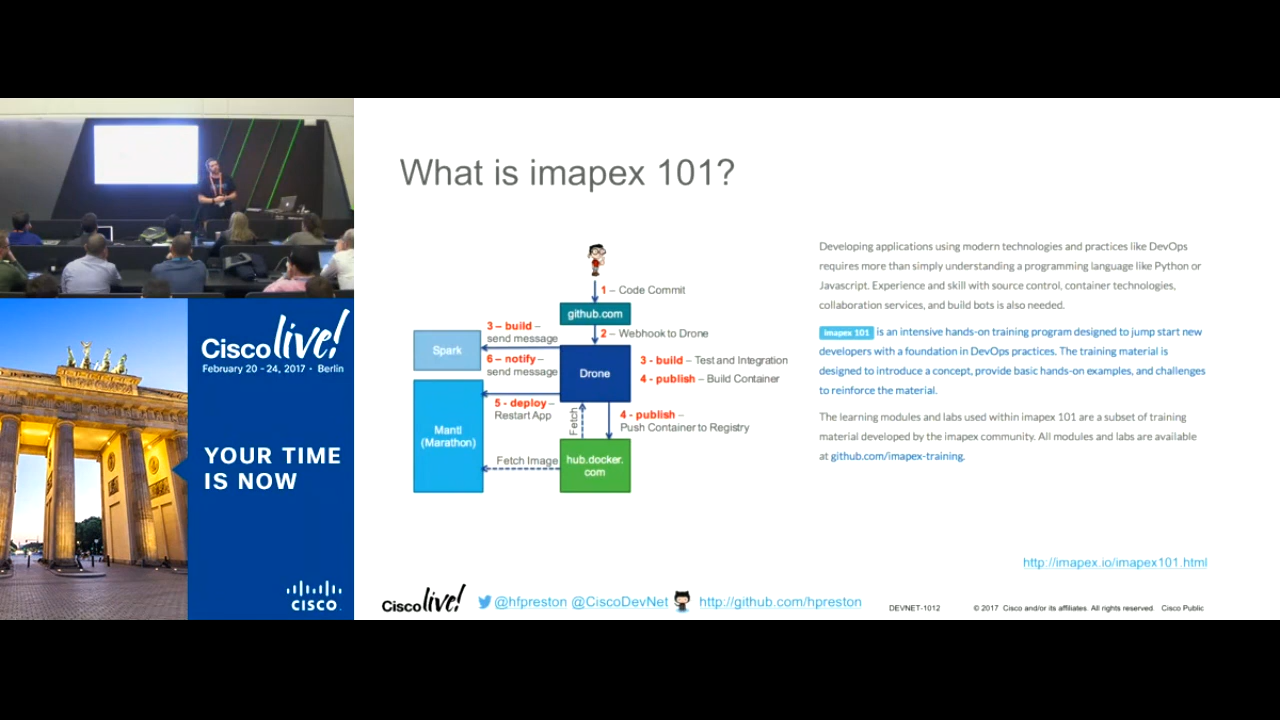 What is imapex 101?
1 – Code Commit
github.com
2 – Webhook to Drone
3 – build –
send message
Spark
6 – notify –
send message
Drone
3 - build – Test and Integration
4 - publish – Build Container
5 - deploy –
Restart App
Fetch
4 - publish –
Push Container to Registry
Mantl
(Marathon)
Fetch Image
hub.docker.
com
Developing applications using modern technologies and practices like DevOps
requires more than simply understanding a programming language like Python or
Javascript. Experience and skill with source control, container technologies,
collaboration services, and build bots is also needed.
imapex 101 is an intensive hands-on training program designed to jump start new
developers with a foundation in DevOps practices. The training material is
designed to introduce a concept, provide basic hands-on examples, and challenges
to reinforce the material.
The learning modules and labs used within imapex 101 are a subset of training
material developed by the imapex community. All modules and labs are available
at github.com/imapex-training.
http://imapex.io/imapex101.html
Cisco live!
February 20 - 24, 2017 · Berlin
YOUR TIME
IS NOW
CISCO.
Cisco live!
@hfpreston @CiscoDevNet
http://github.com/hpreston
DEVNET-1012
© 2017 Cisco and/or its affiliates. All rights reserved. Cisco Public